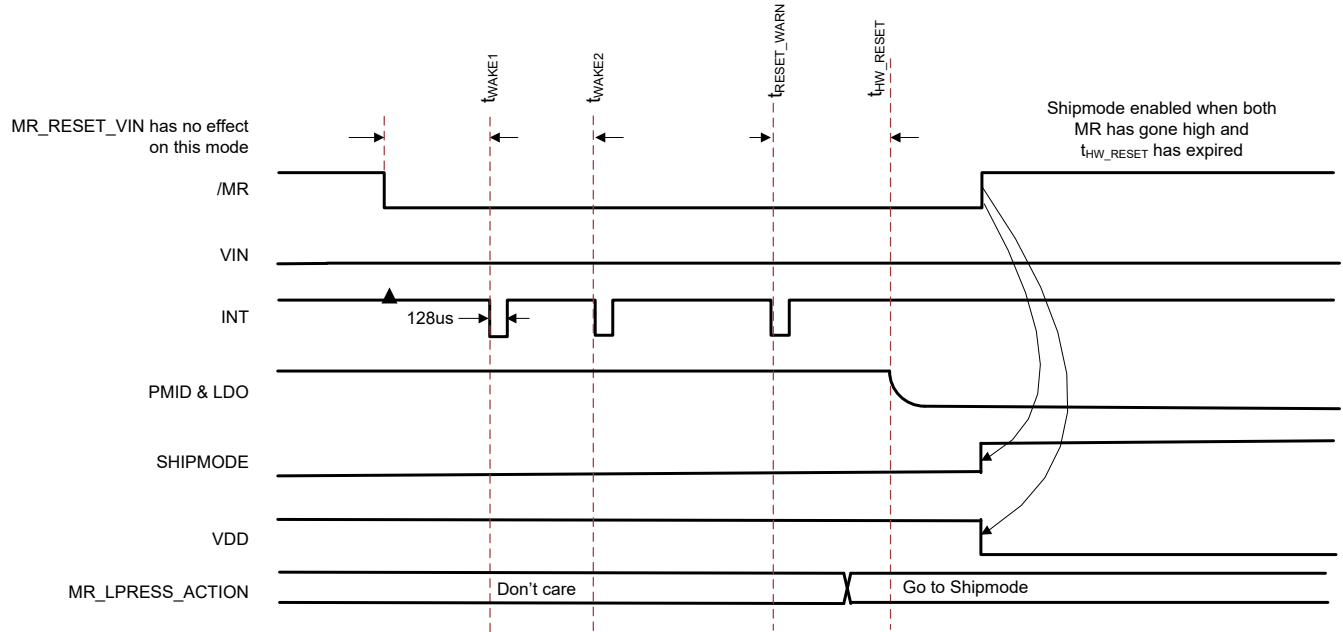 tWAKE1
tWAKE2
tRESET_WARN
tHW_RESET
MR_RESET_VIN has no effect
on this mode
Shipmode enabled when both
MR has gone high and
tHW_RESET has expired
/MR
VIN
INT
128us
PMID & LDO
SHIPMODE
VDD
MR_LPRESS_ACTION
Don't care
Go to Shipmode